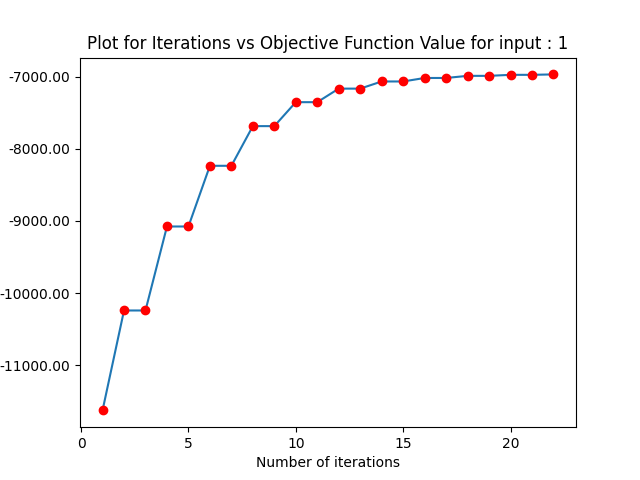 Plot for Iterations vs Objective Function Value for input : 1
-7000.00
-8000.00
-9000.00
-10000.00
-11000.00
0 5 10 15 20
Number of iterations